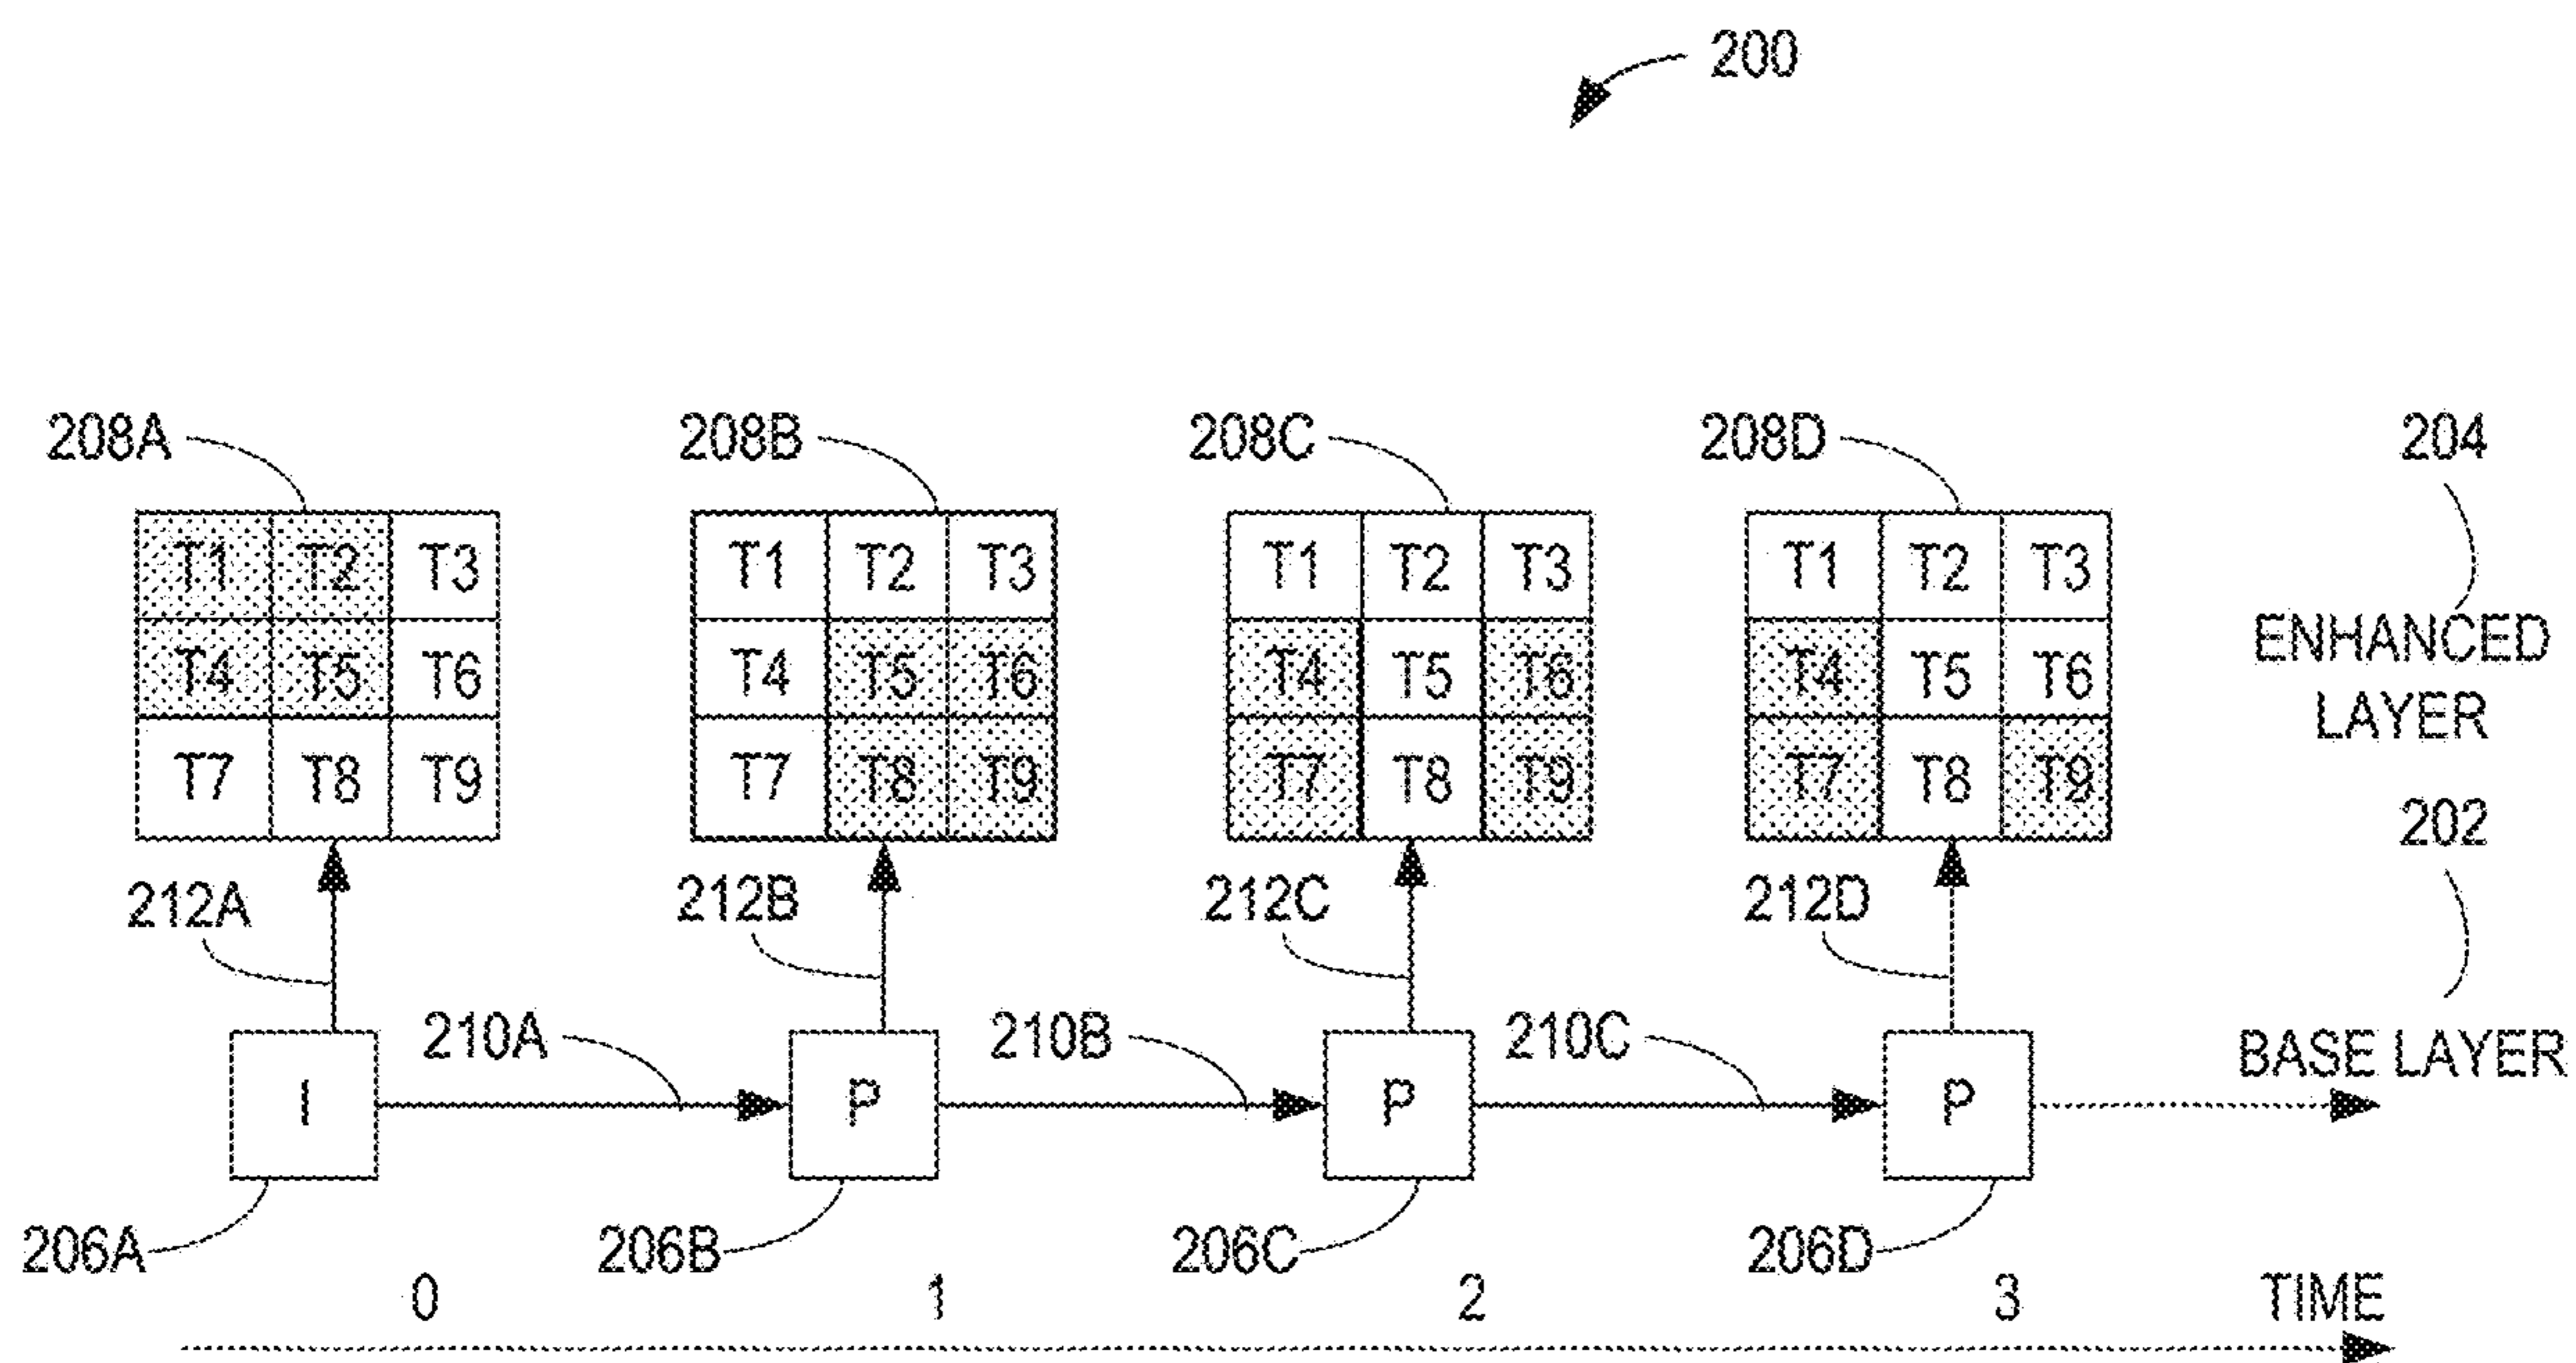 200
208A 208B 208C 208D 204
T1 T2 T3 T1 T2 T3 T1 T2 T3 T1 T2 T3
ENHANCED
LAYER
T4 T5 T6 T4 T5 T6 T4 T5 T6 T4 T5 T6
T7 T8 T9 T7 T8 T9 T7 T8 T9 T7 T8 T9
202
212A 212B 212C 212D
210A 210B 210C BASE LAYER
I P P P
206A 206B 206C 206D
0 1 2 3 TIME